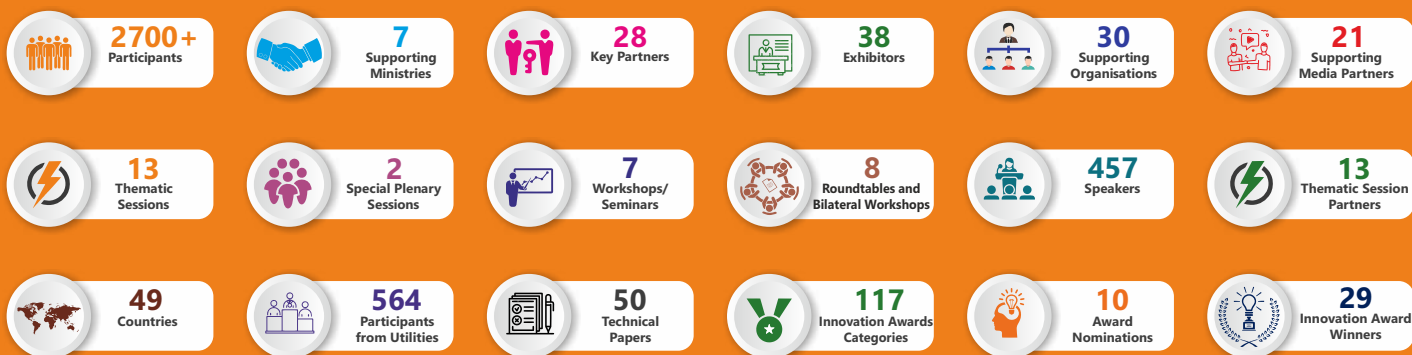 2700+
Participants
7
Supporting
Ministries
28
Key Partners
38
Exhibitors
30
Supporting
Organisations
21
Supporting
Media Partners
13
Thematic
Sessions
2
Special Plenary
Sessions
7
Workshops/
Seminars
8
Roundtables and
Bilateral Workshops
457
Speakers
13
Thematic Session
Partners
49
Countries
564
Participants
from Utilities
50
Technical
Papers
117
Innovation Awards
Categories
10
Award
Nominations
29
Innovation Award
Winners